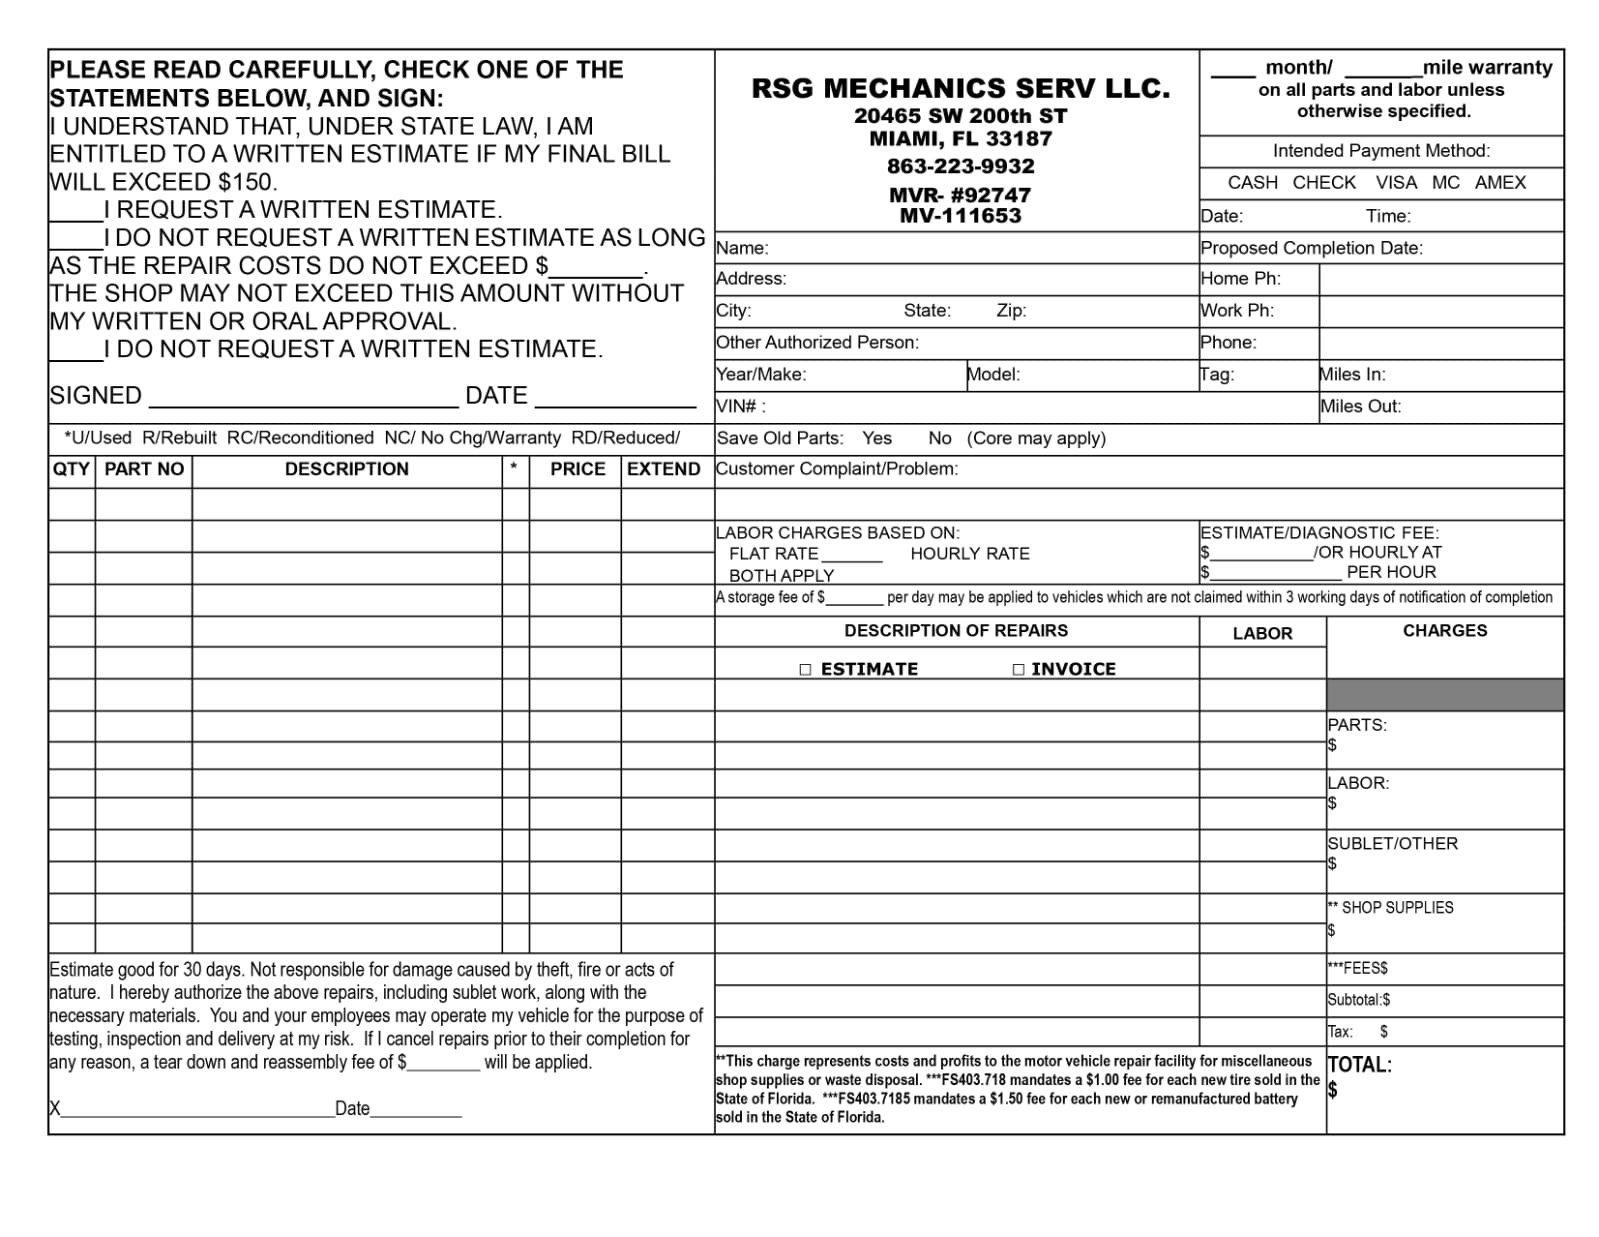 PLEASE READ CAREFULLY, CHECK ONE OF THE
STATEMENTS BELOW, AND SIGN:
I UNDERSTAND THAT, UNDER STATE LAW, I AM
ENTITLED TO A WRITTEN ESTIMATE IF MY FINAL BILL
WILL EXCEED $150.
____I REQUEST A WRITTEN ESTIMATE.
____I DO NOT REQUEST A WRITTEN ESTIMATE AS LONG
AS THE REPAIR COSTS DO NOT EXCEED $_______.
THE SHOP MAY NOT EXCEED THIS AMOUNT WITHOUT
MY WRITTEN OR ORAL APPROVAL.
____I DO NOT REQUEST A WRITTEN ESTIMATE.
SIGNED _______________________ DATE ____________
RSG MECHANICS SERV LLC.
20465 SW 200th ST
MIAMI, FL 33187
863-223-9932
MVR- #92747
MV-111653
____ month/ _______mile warranty
on all parts and labor unless
otherwise specified.
Intended Payment Method:
CASH CHECK VISA MC AMEX
Date: Time:
Name: Proposed Completion Date:
Address: Home Ph:
City: State: Zip: Work Ph:
Other Authorized Person: Phone:
Year/Make: Model: Tag: Miles In:
VIN# : Miles Out:
*U/Used R/Rebuilt RC/Reconditioned NC/ No Chg/Warranty RD/Reduced/
Save Old Parts: Yes No (Core may apply)
QTY PART NO DESCRIPTION * PRICE EXTEND
Customer Complaint/Problem:
LABOR CHARGES BASED ON:
FLAT RATE______ HOURLY RATE
BOTH APPLY
ESTIMATE/DIAGNOSTIC FEE:
$___________/OR HOURLY AT
$______________ PER HOUR
A storage fee of $_______ per day may be applied to vehicles which are not claimed within 3 working days of notification of completion
DESCRIPTION OF REPAIRS LABOR CHARGES
☐ ESTIMATE ☐ INVOICE
PARTS:
$
LABOR:
$
SUBLET/OTHER
$
** SHOP SUPPLIES
$
***FEES$
Subtotal:$
Tax: $
TOTAL:
$
Estimate good for 30 days. Not responsible for damage caused by theft, fire or acts of
nature. I hereby authorize the above repairs, including sublet work, along with the
necessary materials. You and your employees may operate my vehicle for the purpose of
testing, inspection and delivery at my risk. If I cancel repairs prior to their completion for
any reason, a tear down and reassembly fee of $________ will be applied.
X______________________________Date__________
**This charge represents costs and profits to the motor vehicle repair facility for miscellaneous
shop supplies or waste disposal. ***FS403.718 mandates a $1.00 fee for each new tire sold in the
State of Florida. ***FS403.7185 mandates a $1.50 fee for each new or remanufactured battery
sold in the State of Florida.